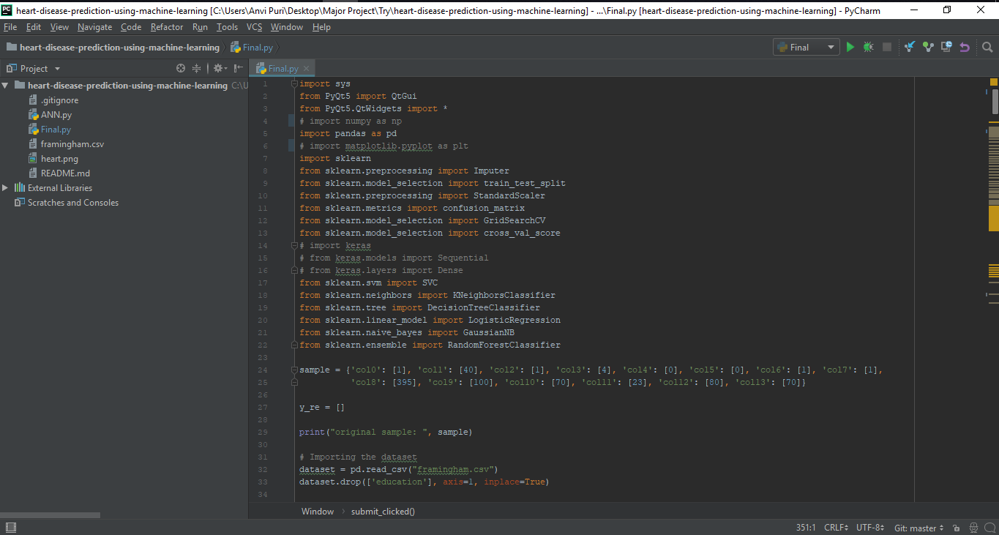 PC heart-disease-prediction-using-machine-learning [C:\Users\Anvi Puri\Desktop\Major Project\Try\heart-disease-prediction-using-machine-learning] - ...\Final.py [heart-disease-prediction-using-machine-learning] - PyCharm
File Edit View Navigate Code Refactor Run Tools VCS Window Help
heart-disease-prediction-using-machine-learning Final.py Final
Project Final.py
heart-disease-prediction-using-machine-learning C:\U
.gitignore
ANN.py
Final.py
framingham.csv
heart.png
README.md
External Libraries
Scratches and Consoles
1 import sys
2 from PyQt5 import QtGui
3 from PyQt5.QtWidgets import *
4 # import numpy as np
5 import pandas as pd
6 # import matplotlib.pyplot as plt
7 import sklearn
8 from sklearn.preprocessing import Imputer
9 from sklearn.model_selection import train_test_split
10 from sklearn.preprocessing import StandardScaler
11 from sklearn.metrics import confusion_matrix
12 from sklearn.model_selection import GridSearchCV
13 from sklearn.model_selection import cross_val_score
14 # import keras
15 # from keras.models import Sequential
16 # from keras.layers import Dense
17 from sklearn.svm import SVC
18 from sklearn.neighbors import KNeighborsClassifier
19 from sklearn.tree import DecisionTreeClassifier
20 from sklearn.linear_model import LogisticRegression
21 from sklearn.naive_bayes import GaussianNB
22 from sklearn.ensemble import RandomForestClassifier
23
24 sample = {'col0': [1], 'col1': [40], 'col2': [1], 'col3': [4], 'col4': [0], 'col5': [0], 'col6': [1], 'col7': [1],
25 'col8': [395], 'col9': [100], 'col10': [70], 'col11': [23], 'col12': [80], 'col13': [70]}
26
27 y_re = []
28
29 print("original sample: ", sample)
30
31 # Importing the dataset
32 dataset = pd.read_csv("framingham.csv")
33 dataset.drop(['education'], axis=1, inplace=True)
34
Window submit_clicked()
351:1 CRLF UTF-8 Git: master